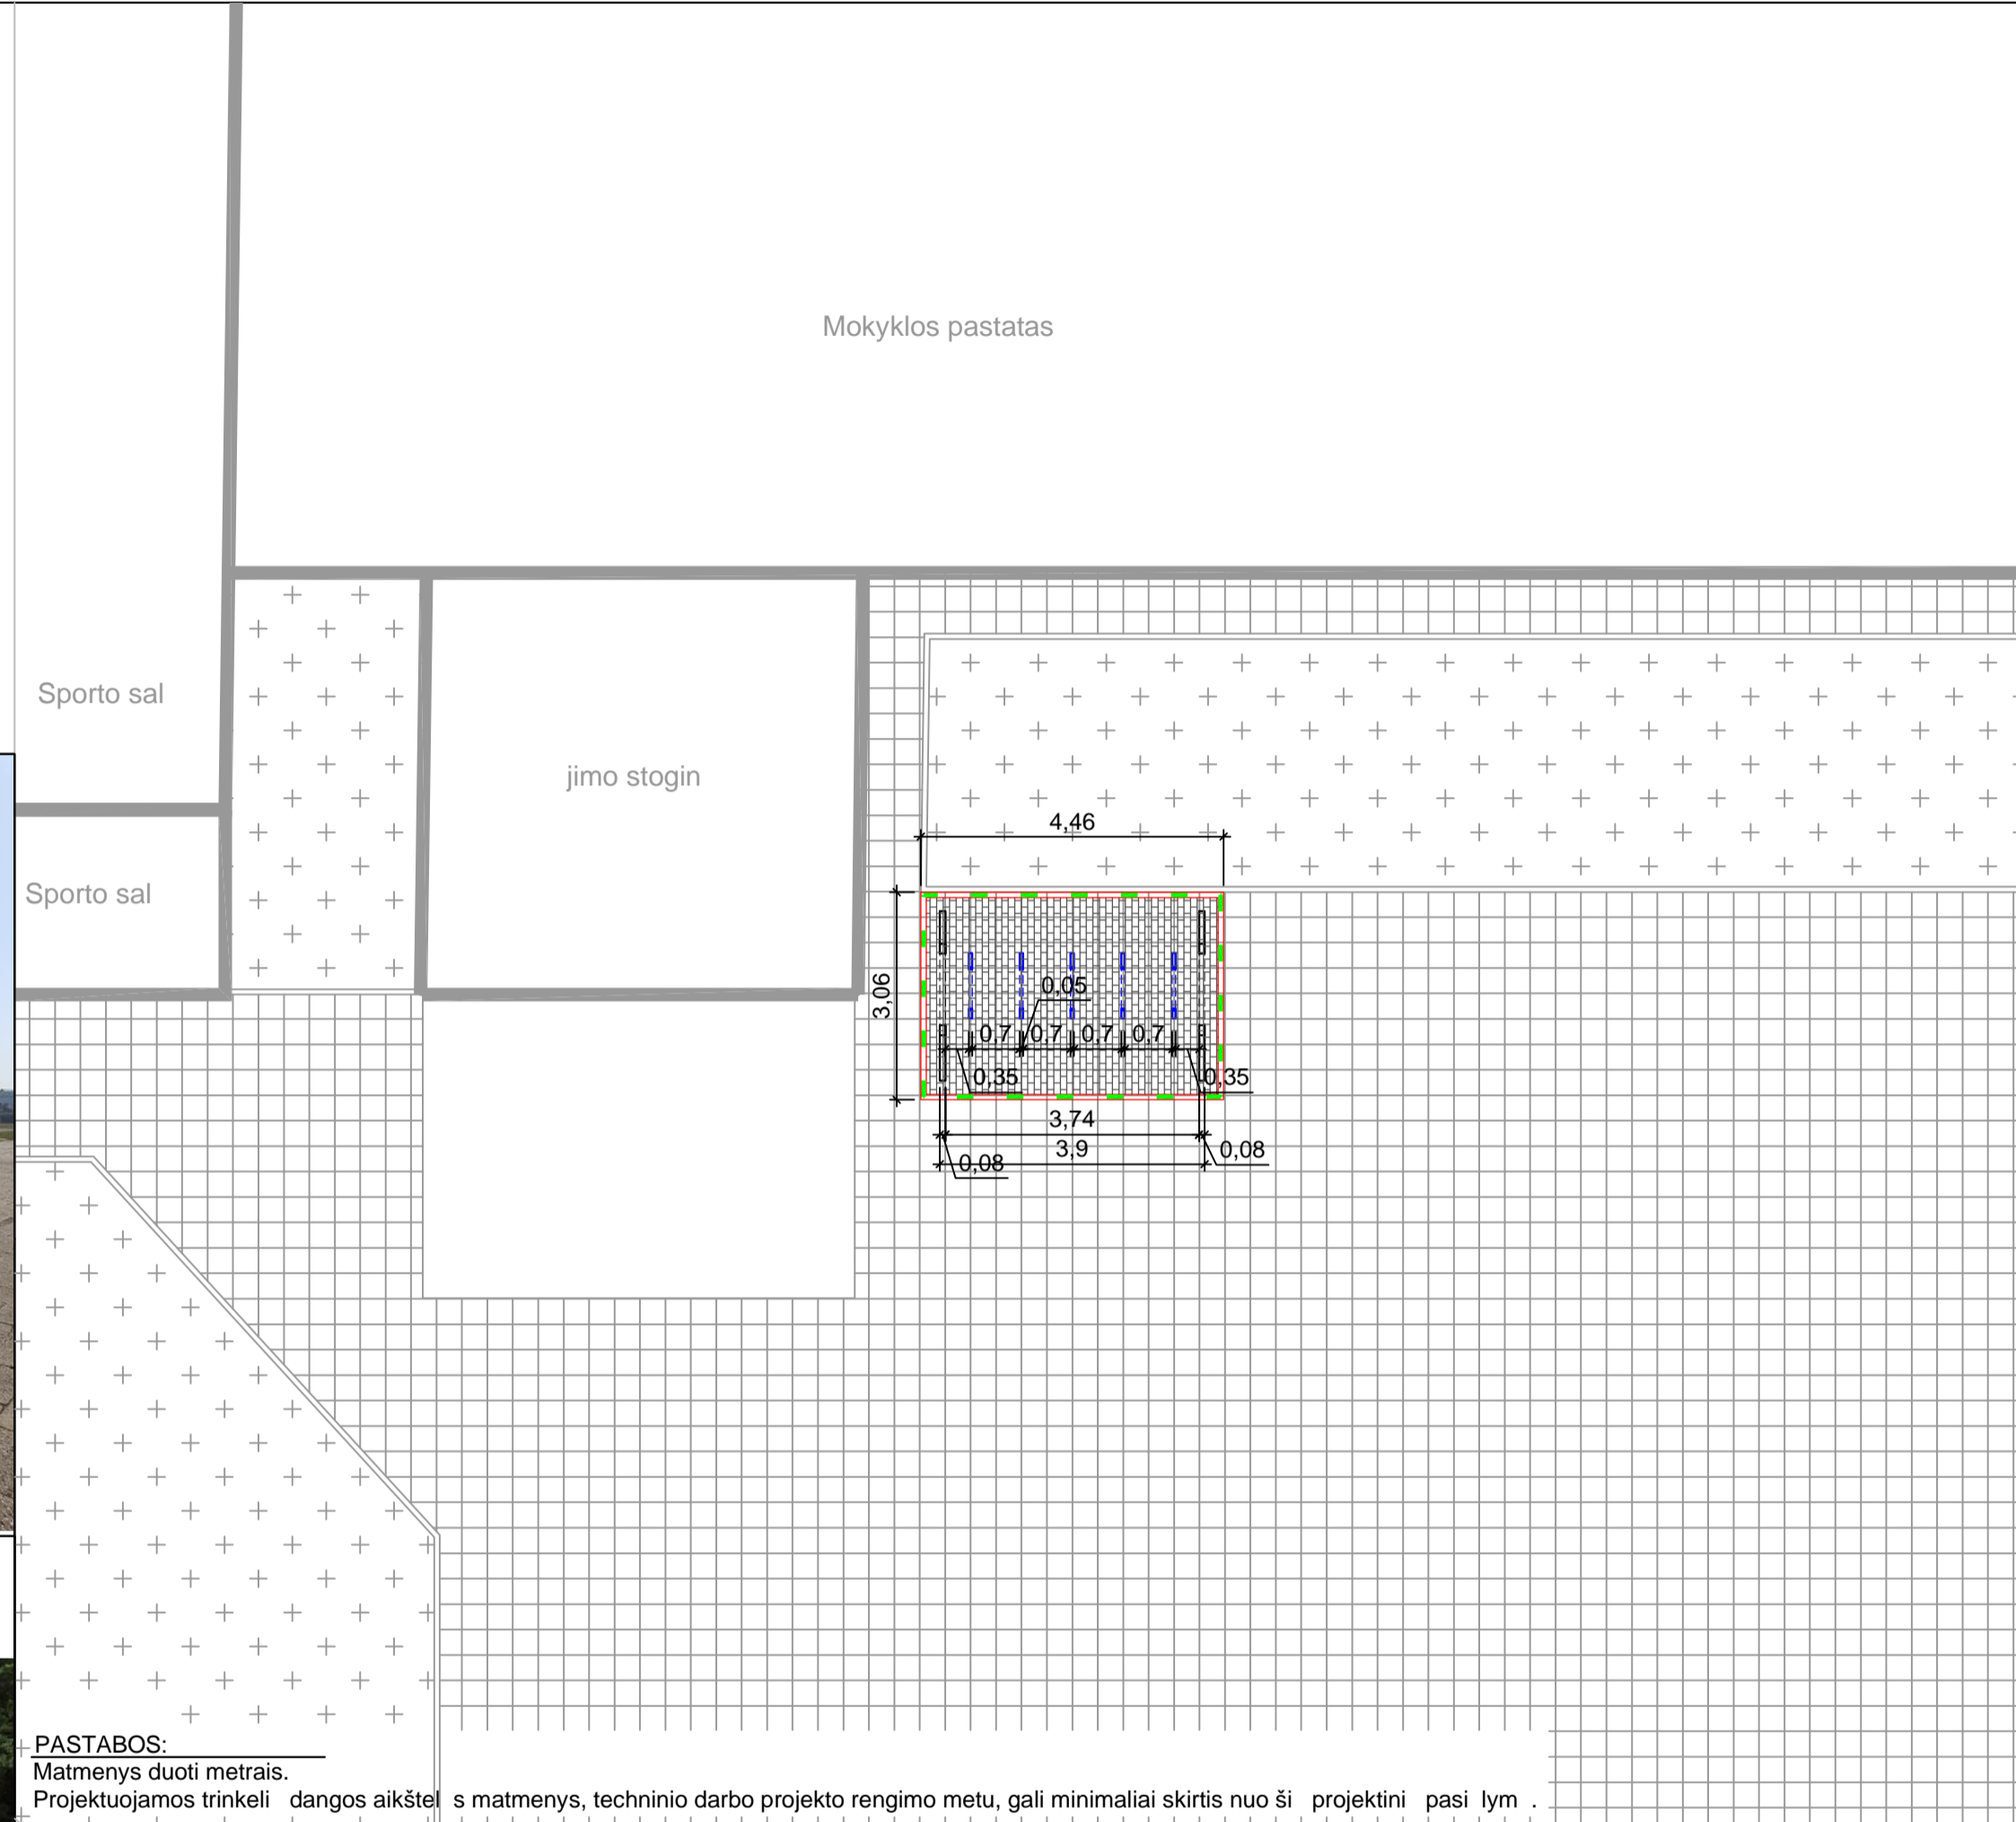 Mokyklos pastatas
Sporto sal
jimo stogin
4,46
Sporto sal
3,06
0,05
0,7 0,7 0,7 0,7
0,35 0,35
3,74
3,9 0,08
0,08
PASTABOS:
Matmenys duoti metrais.
Projektuojamos trinkeli dangos aikštel s matmenys, techninio darbo projekto rengimo metu, gali minimaliai skirtis nuo ši projektini pasi lym .